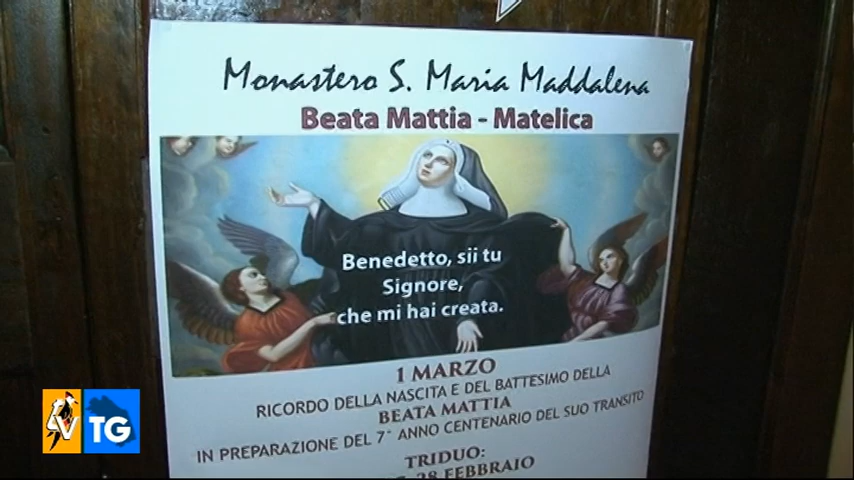 Monastero S. Maria Maddalena
Beata Mattia - Matelica
Benedetto, sii tu
Signore,
che mi hai creata.
1 MARZO
RICORDO DELLA NASCITA E DEL BATTESIMO DELLA
BEATA MATTIA
IN PREPARAZIONE DEL 7° ANNO CENTENARIO DEL SUO TRANSITO
TRIDUO:
28 FEBBRAIO
V TG